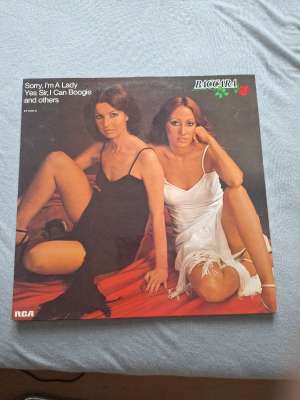 Sorry, I'm A Lady
Yes Sir, I Can Boogie
and others
BACCARA
RCA